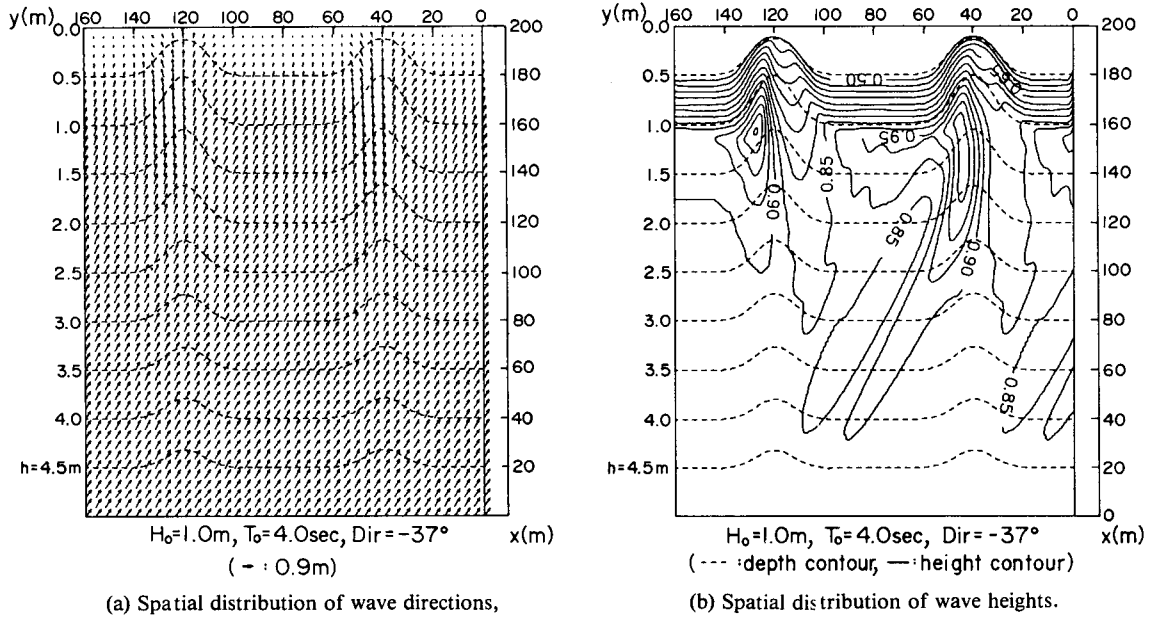 y(m) 160 140 120 100 80 60 40 20 0
0.0 200
0.5 180
1.0 160
1.5 140
2.0 120
2.5 100
3.0 80
3.5 60
4.0 40
h=4.5m 20
H₀=1.0m, T₀=4.0sec, Dir=-37° x(m)
( → : 0.9m)
(a) Spatial distribution of wave directions,
y(m) 160 140 120 100 80 60 40 20 0
0.0 200
0.5 180
1.0 160
1.5 140
2.0 120
2.5 100
3.0 80
3.5 60
4.0 40
h=4.5m 20
0
0.50
0.50
0.95
0.85
0.90
0.85
0.90
0.85
H₀=1.0m, T₀=4.0sec, Dir=-37° x(m)
( --- :depth contour, — :height contour)
(b) Spatial distribution of wave heights.